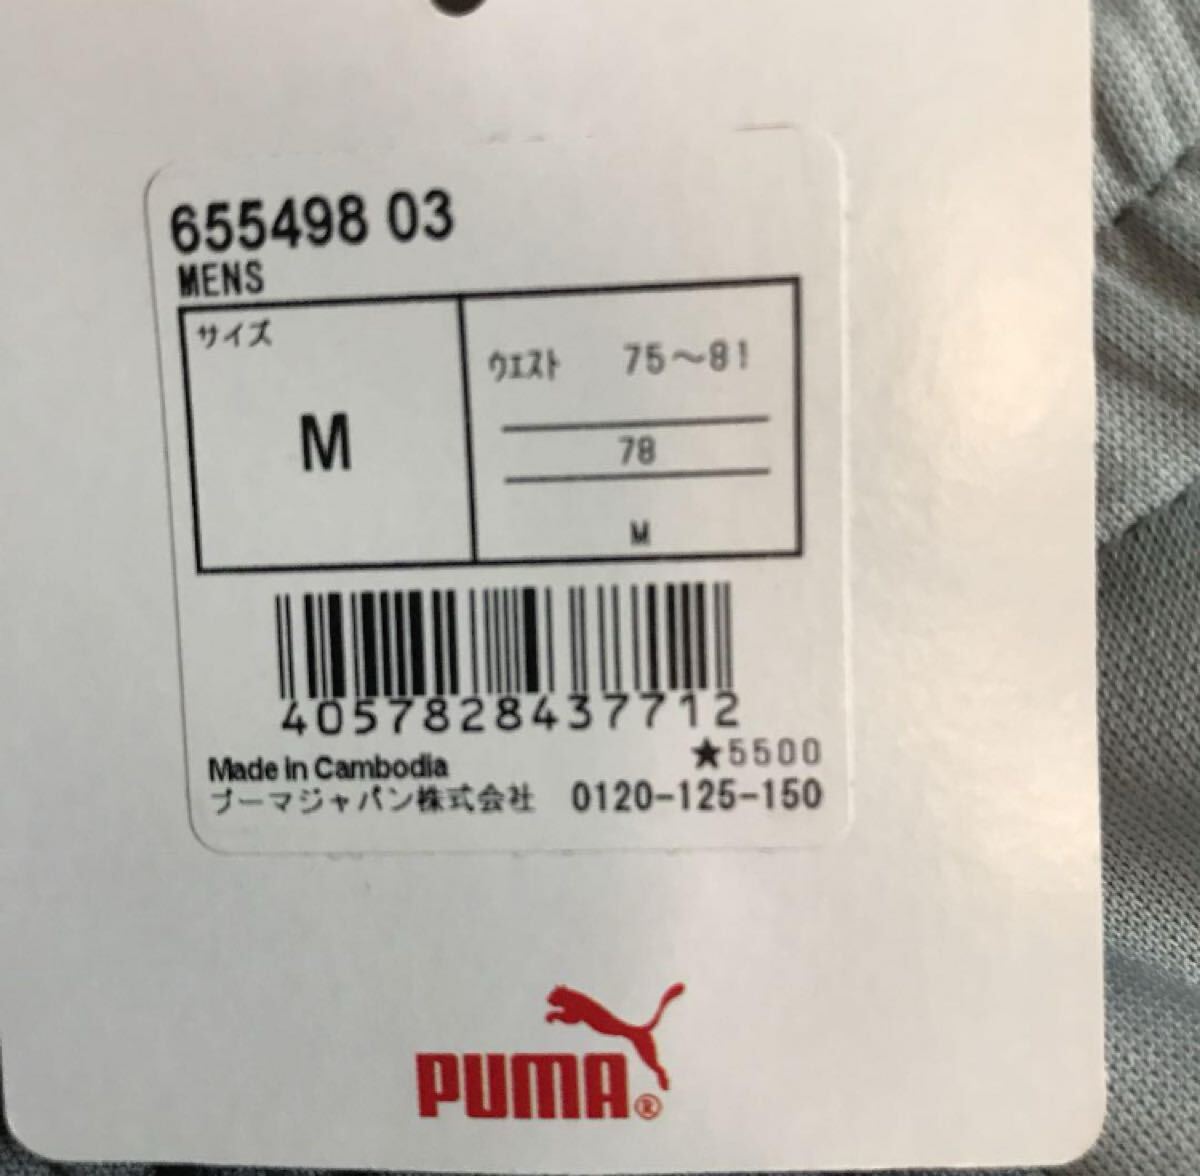 655498 03
MENS
サイズ
M
ウエスト 75～81
78
M
4057828437712
★5500
Made in Cambodia
プーマジャパン株式会社 0120-125-150
PUMA®